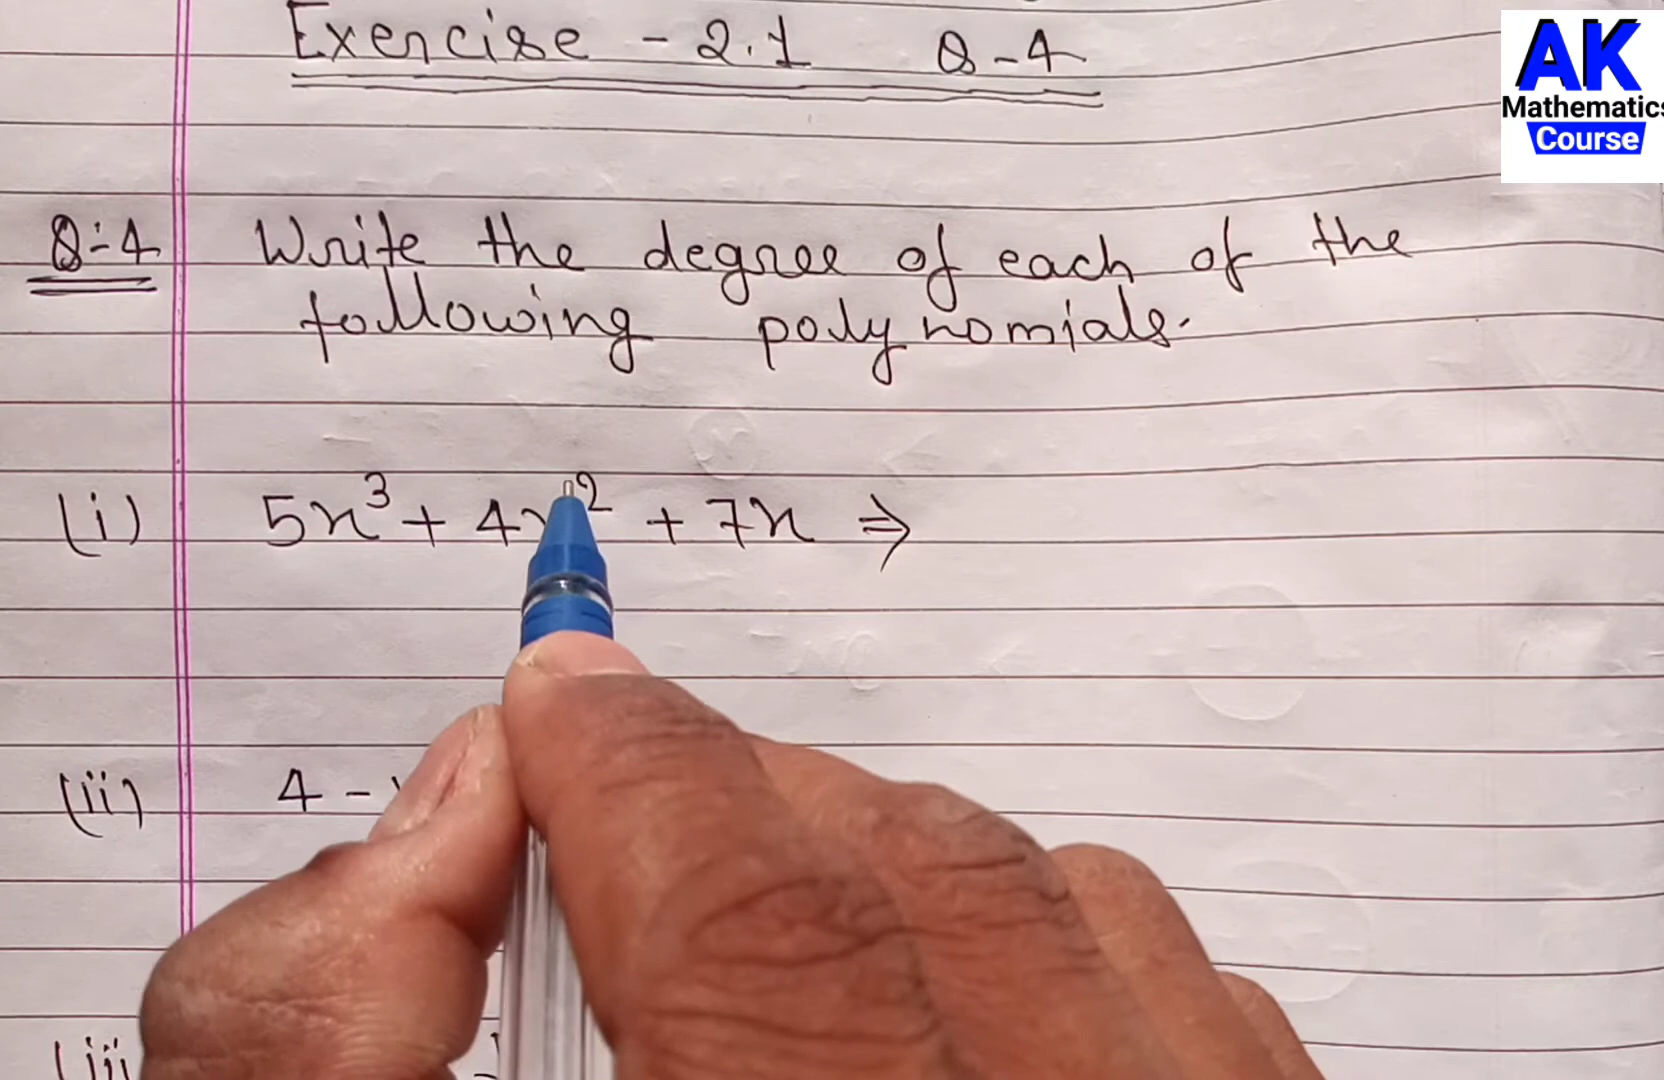 Exercise - 2.1 Q-4
AK
Mathematics
Course
Q-4 Write the degree of each of the
following polynomials.
(i) 5x³ + 4x² + 7x ⇒
(ii) 4 -
(iii